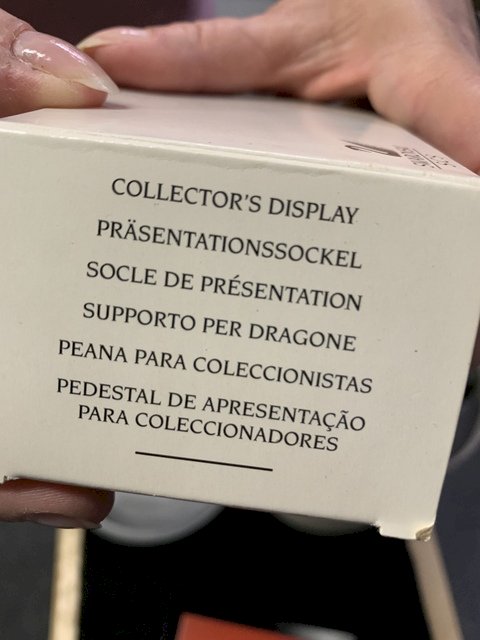 COLLECTOR'S DISPLAY
PRÄSENTATIONSSOCKEL
SOCLE DE PRÉSENTATION
SUPPORTO PER DRAGONE
PEANA PARA COLECCIONISTAS
PEDESTAL DE APRESENTAÇÃO
PARA COLECCIONADORES